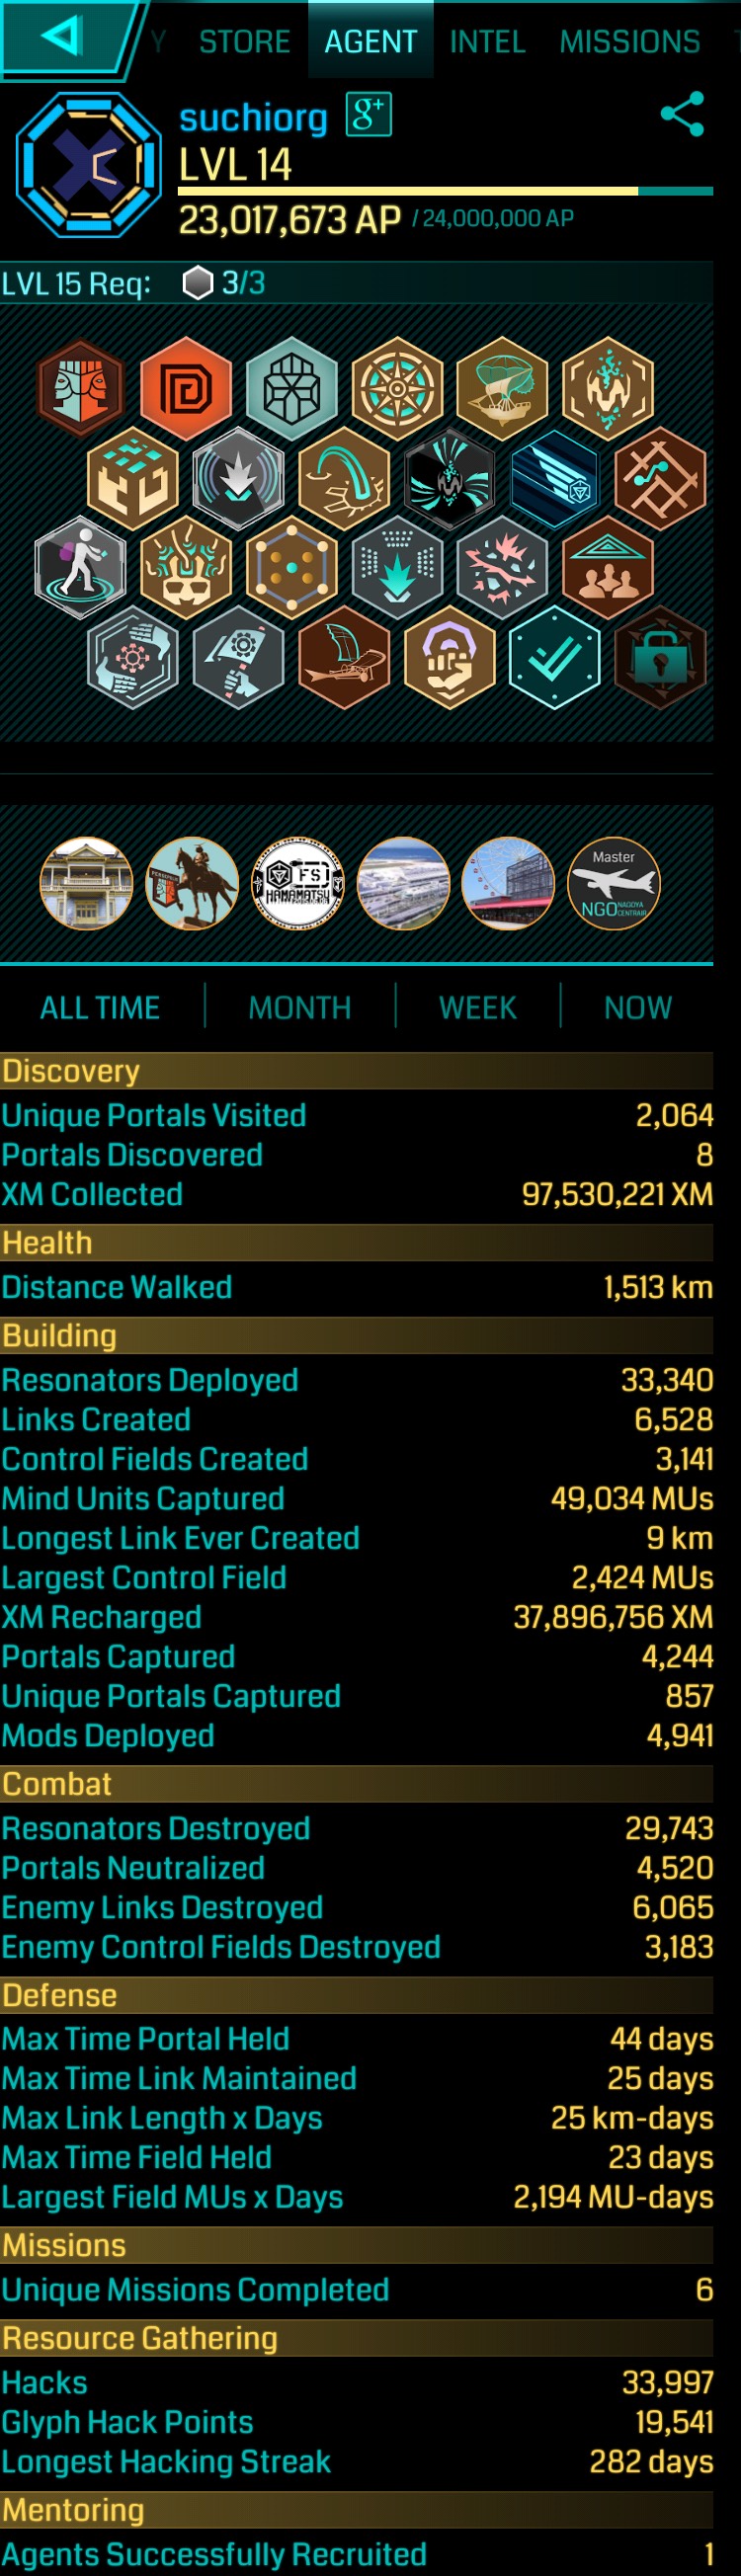 STORE AGENT INTEL MISSIONS
suchiorg g+
LVL 14
23,017,673 AP / 24,000,000 AP
LVL 15 Req: 3/3
PERSEPOLIS
FS
HAMAMATSU
Master
NGO NAGOYA CENTRAIR
ALL TIME MONTH WEEK NOW
Discovery
Unique Portals Visited 2,064
Portals Discovered 8
XM Collected 97,530,221 XM
Health
Distance Walked 1,513 km
Building
Resonators Deployed 33,340
Links Created 6,528
Control Fields Created 3,141
Mind Units Captured 49,034 MUs
Longest Link Ever Created 9 km
Largest Control Field 2,424 MUs
XM Recharged 37,896,756 XM
Portals Captured 4,244
Unique Portals Captured 857
Mods Deployed 4,941
Combat
Resonators Destroyed 29,743
Portals Neutralized 4,520
Enemy Links Destroyed 6,065
Enemy Control Fields Destroyed 3,183
Defense
Max Time Portal Held 44 days
Max Time Link Maintained 25 days
Max Link Length x Days 25 km-days
Max Time Field Held 23 days
Largest Field MUs x Days 2,194 MU-days
Missions
Unique Missions Completed 6
Resource Gathering
Hacks 33,997
Glyph Hack Points 19,541
Longest Hacking Streak 282 days
Mentoring
Agents Successfully Recruited 1